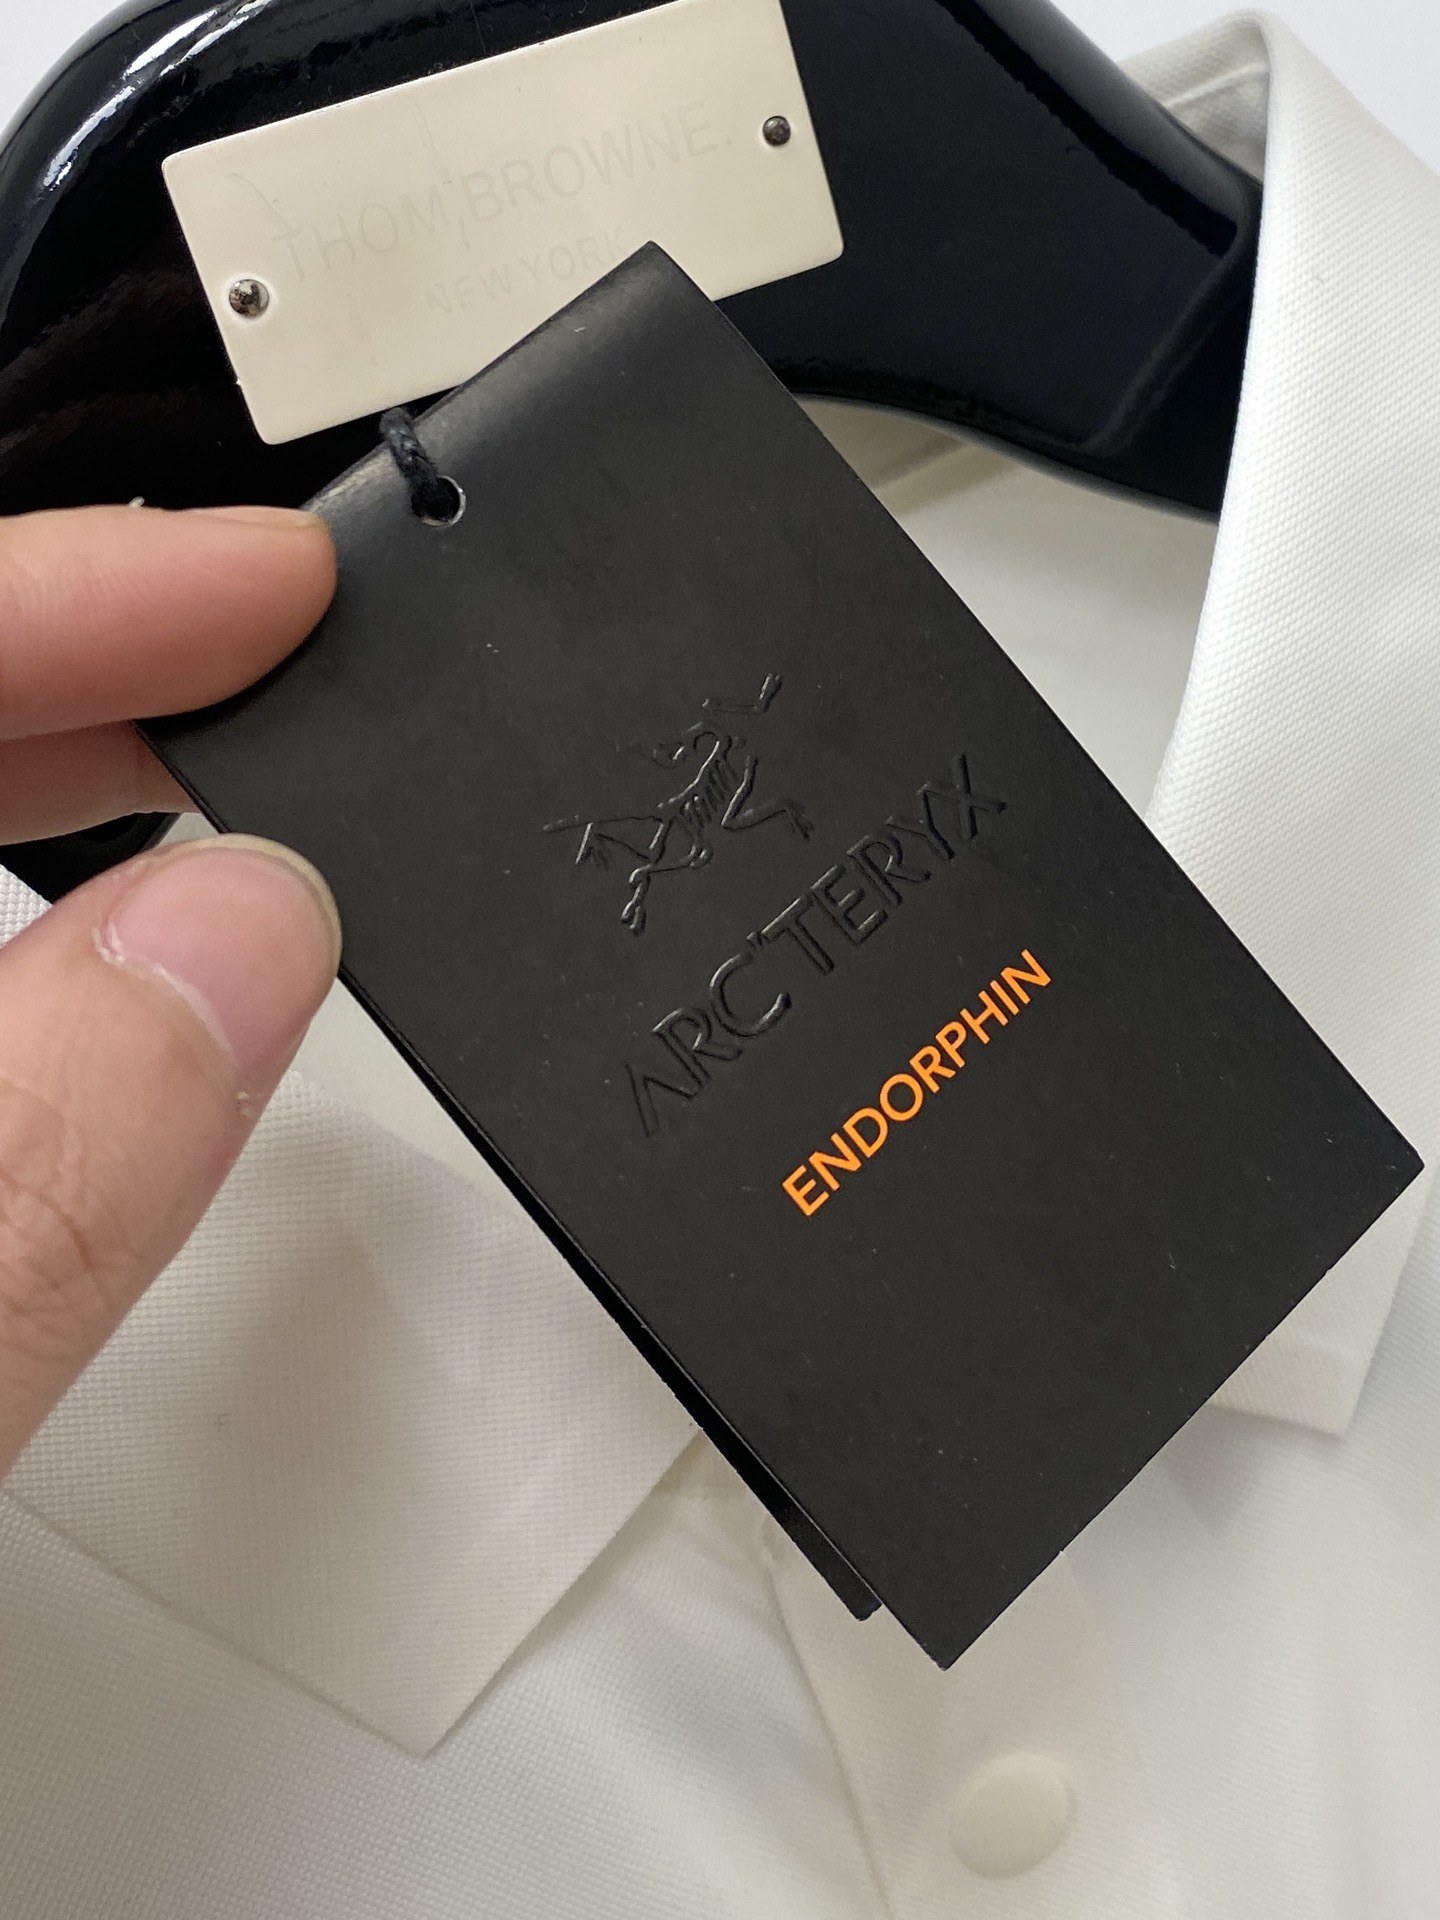 THOM BROWNE.
NEW YORK
ARC'TERYX
ENDORPHIN